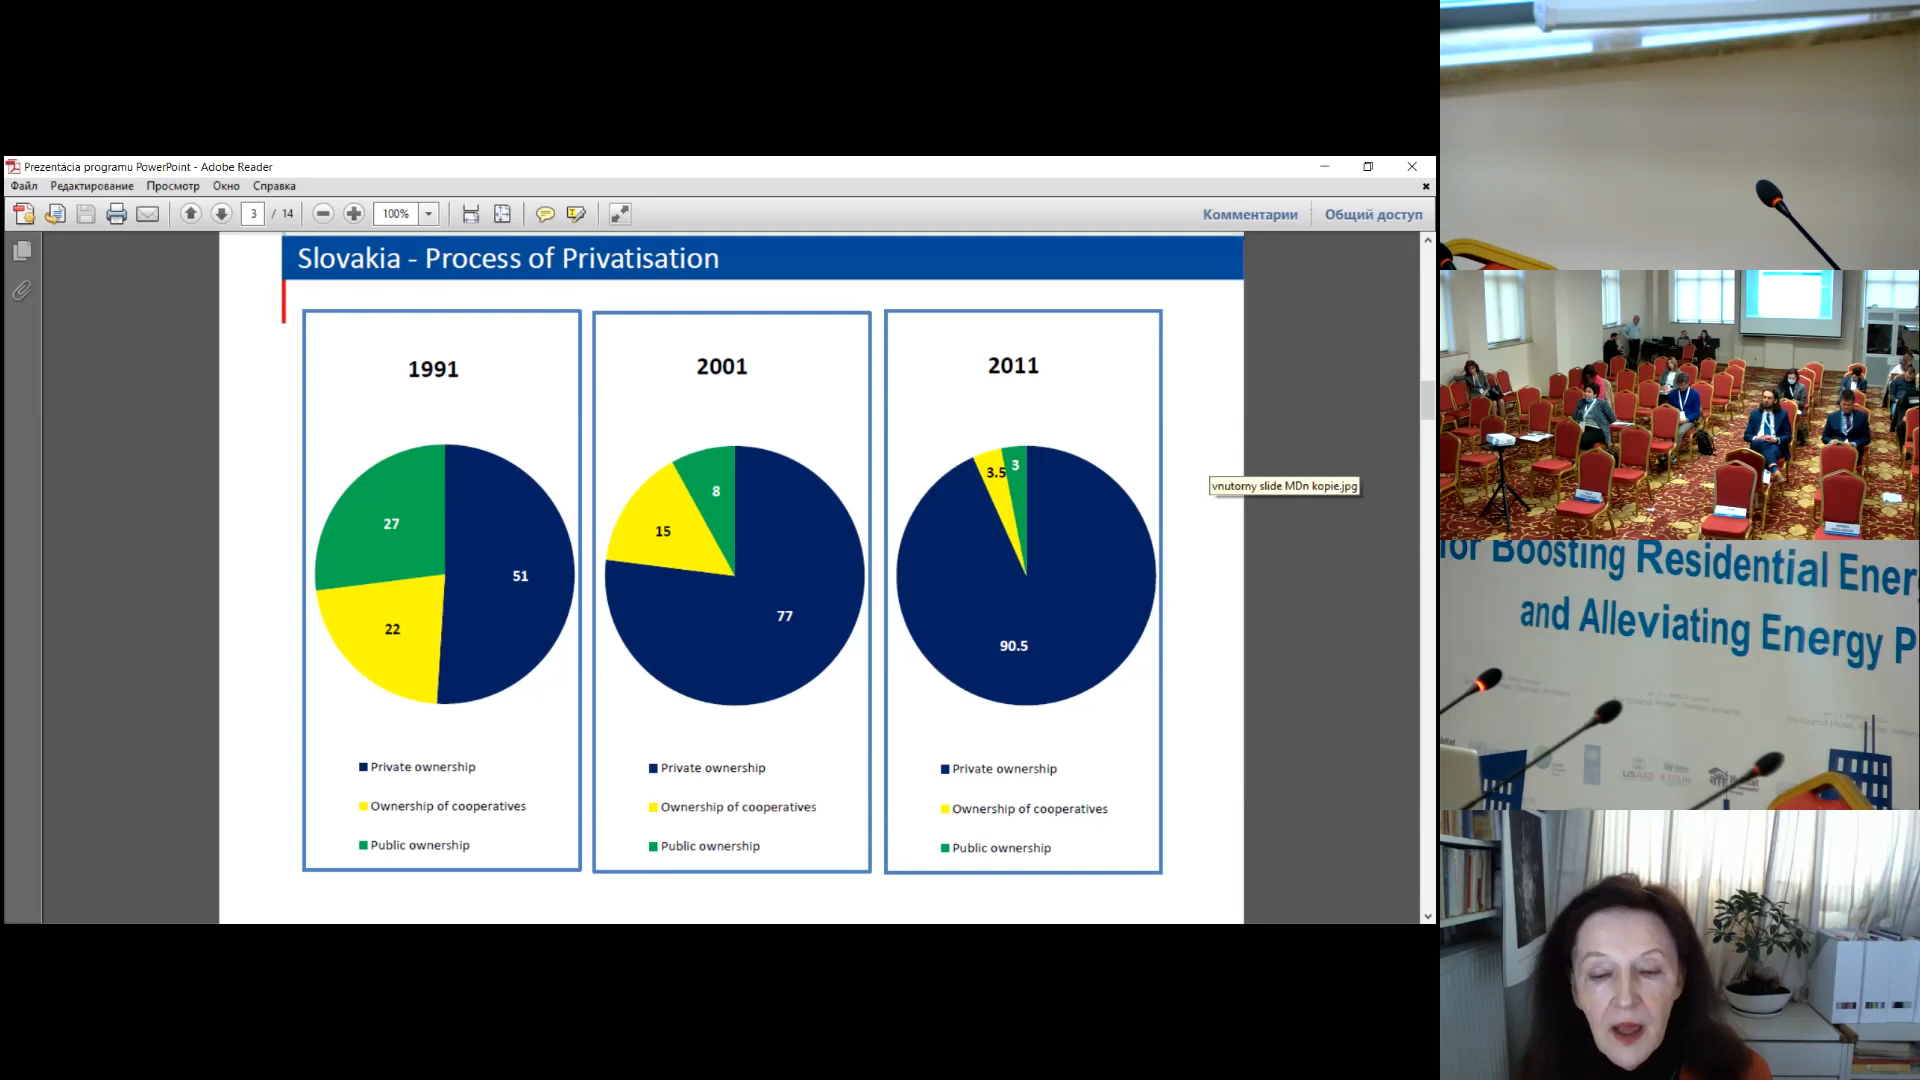 Prezentácia programu PowerPoint - Adobe Reader
Файл Редактирование Просмотр Окно Справка
3 / 14 100% Комментарии Общий доступ
Slovakia - Process of Privatisation
1991
27
51
22
Private ownership
Ownership of cooperatives
Public ownership
2001
8
15
77
Private ownership
Ownership of cooperatives
Public ownership
2011
3.5 3
90.5
Private ownership
Ownership of cooperatives
Public ownership
vnutorny slide MDn kopie.jpg
for Boosting Residential Ener
and Alleviating Energy P
USAID